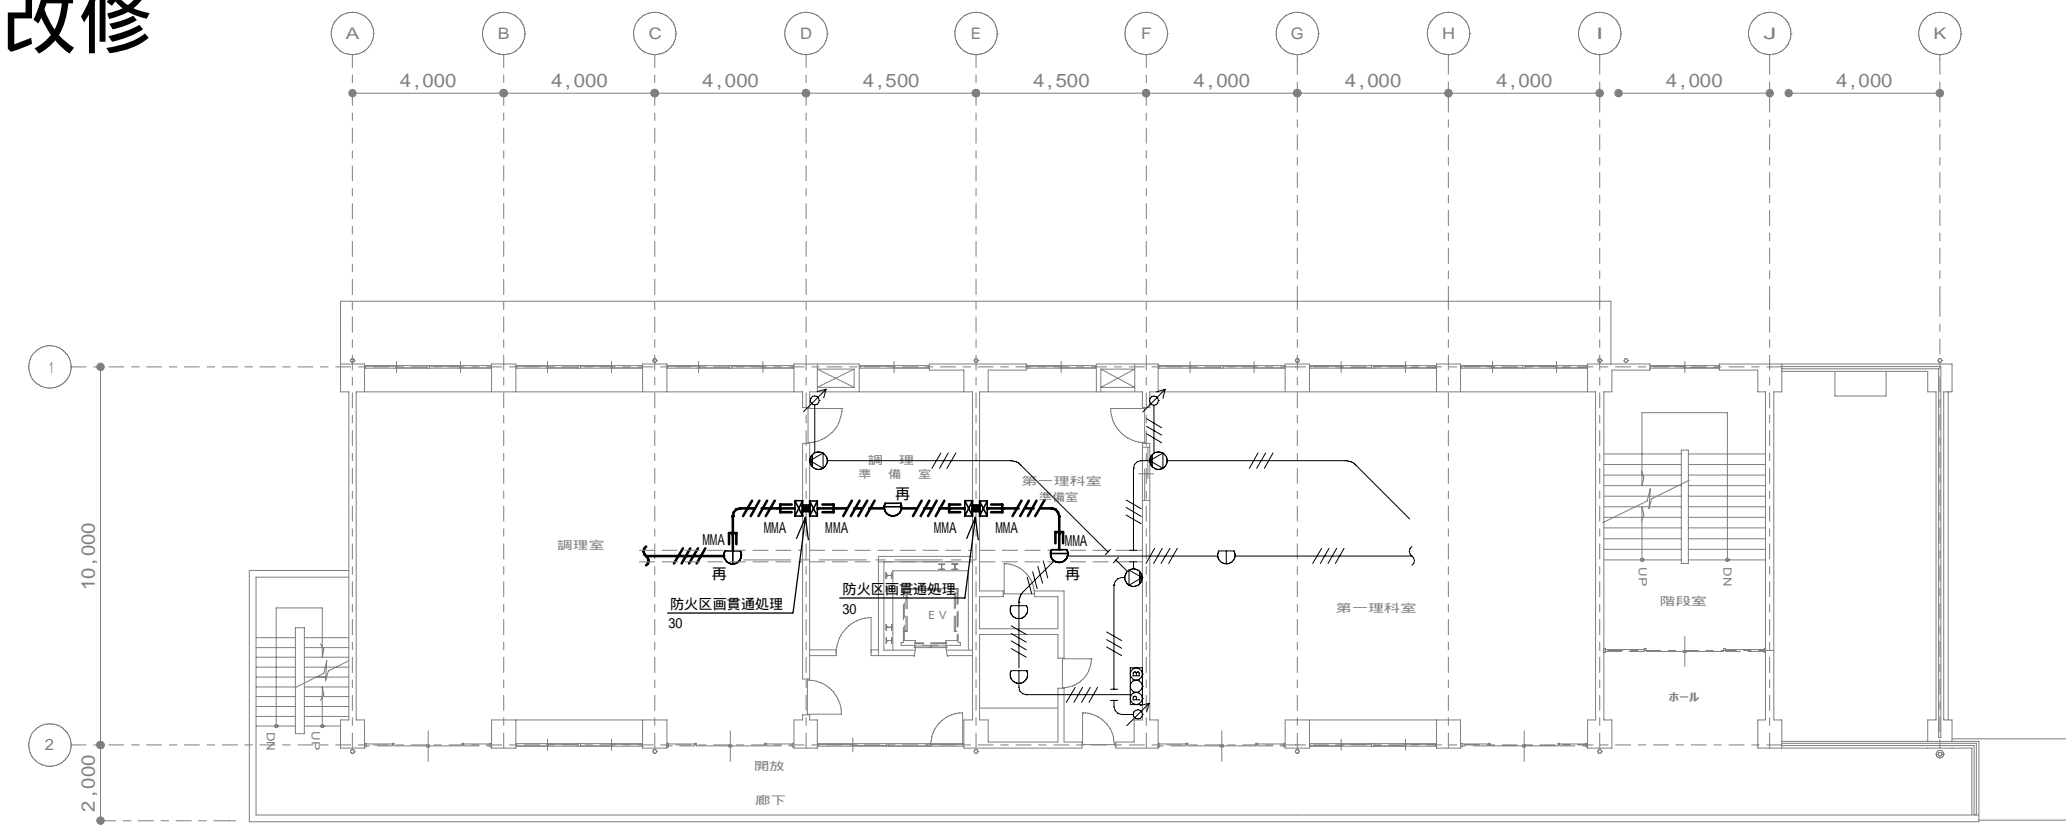 改修
A B C D E F G H I J K
4,000 4,000 4,000 4,500 4,500 4,000 4,000 4,000 4,000 4,000
1
調理
準備室
第一理科室
準備室
再
MMA MMA MMA MMA
MMA MMA
調理室
再 再
10,000
防火区画貫通処理
30
防火区画貫通処理
30
EV
第一理科室
UP DN
階段室
B
P
ホール
2
DN UP
開放
2,000
廊下